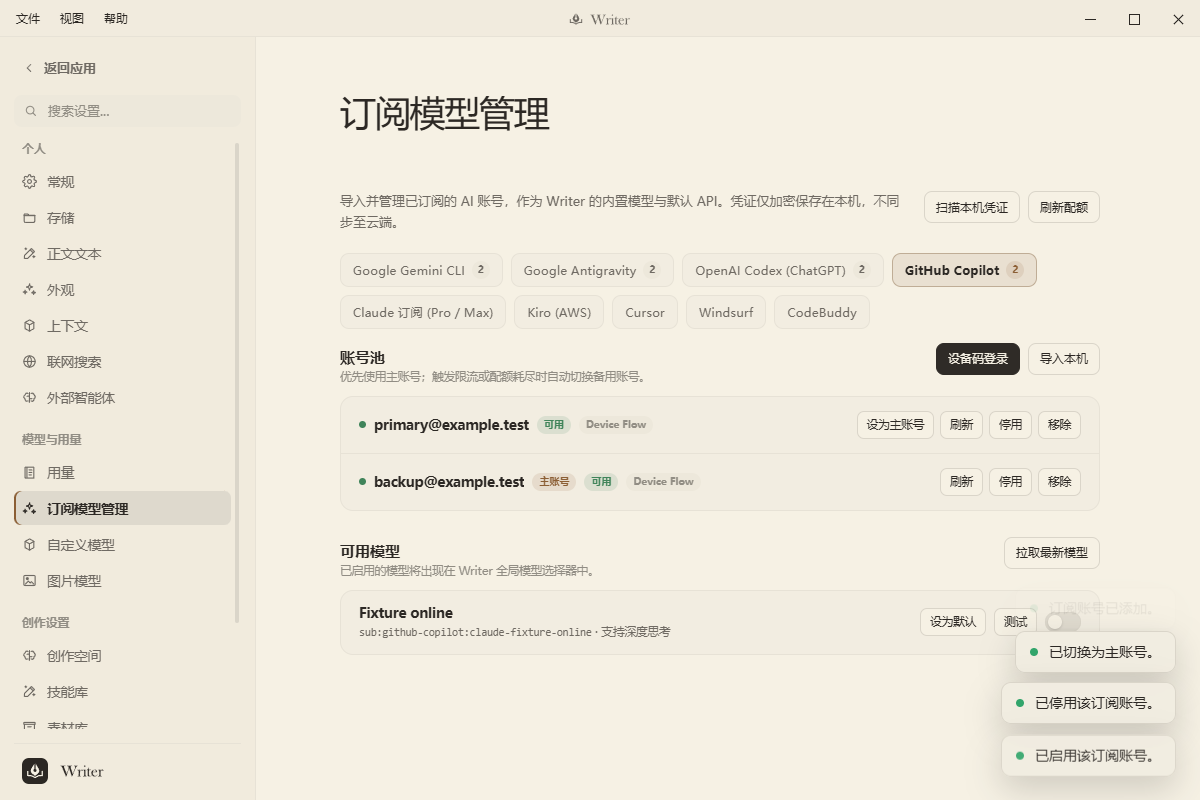 文件 视图 帮助 Writer
返回应用
搜索设置...
个人
常规
存储
正文文本
外观
上下文
联网搜索
外部智能体
模型与用量
用量
订阅模型管理
自定义模型
图片模型
创作设置
创作空间
技能库
素材库
Writer
订阅模型管理
导入并管理已订阅的 AI 账号，作为 Writer 的内置模型与默认 API。凭证仅加密保存在本机，不同
步至云端。
扫描本机凭证 刷新配额
Google Gemini CLI 2 Google Antigravity 2 OpenAI Codex (ChatGPT) 2 GitHub Copilot 2
Claude 订阅 (Pro / Max) Kiro (AWS) Cursor Windsurf CodeBuddy
账号池
优先使用主账号；触发限流或配额耗尽时自动切换备用账号。
设备码登录 导入本机
primary@example.test 可用 Device Flow 设为主账号 刷新 停用 移除
backup@example.test 主账号 可用 Device Flow 刷新 停用 移除
可用模型
已启用的模型将出现在 Writer 全局模型选择器中。
拉取最新模型
Fixture online
sub:github-copilot:claude-fixture-online · 支持深度思考
设为默认 测试
订阅账号已添加。
已切换为主账号。
已停用该订阅账号。
已启用该订阅账号。